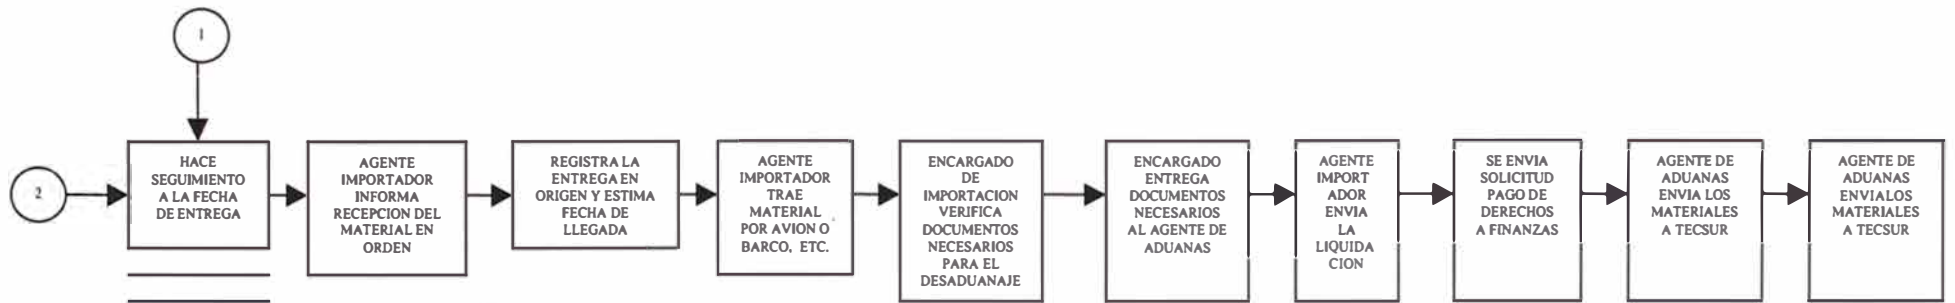 1
2
HACE
SEGUIMIENTO
A LA FECHA
DE ENTREGA
AGENTE
IMPORTADOR
INFORMA
RECEPCION DEL
MATERIAL EN
ORDEN
REGISTRA LA
ENTREGA EN
ORIGEN Y ESTIMA
FECHA DE
LLEGADA
AGENTE
IMPORTADOR
TRAE
MATERIAL
POR AVION O
BARCO, ETC.
ENCARGADO
DE
IMPORTACION
VERIFICA
DOCUMENTOS
NECESARIOS
PARA EL
DESADUANAJE
ENCARGADO
ENTREGA
DOCUMENTOS
NECESARIOS
AL AGENTE DE
ADUANAS
AGENTE
IMPORT
ADOR
ENVIA
LA
LIQUIDA
CION
SE ENVIA
SOLICITUD
PAGO DE
DERECHOS
A FINANZAS
AGENTE DE
ADUANAS
ENVIA LOS
MATERIALES
A TECSUR
AGENTE DE
ADUANAS
ENVIALOS
MATERIALES
A TECSUR